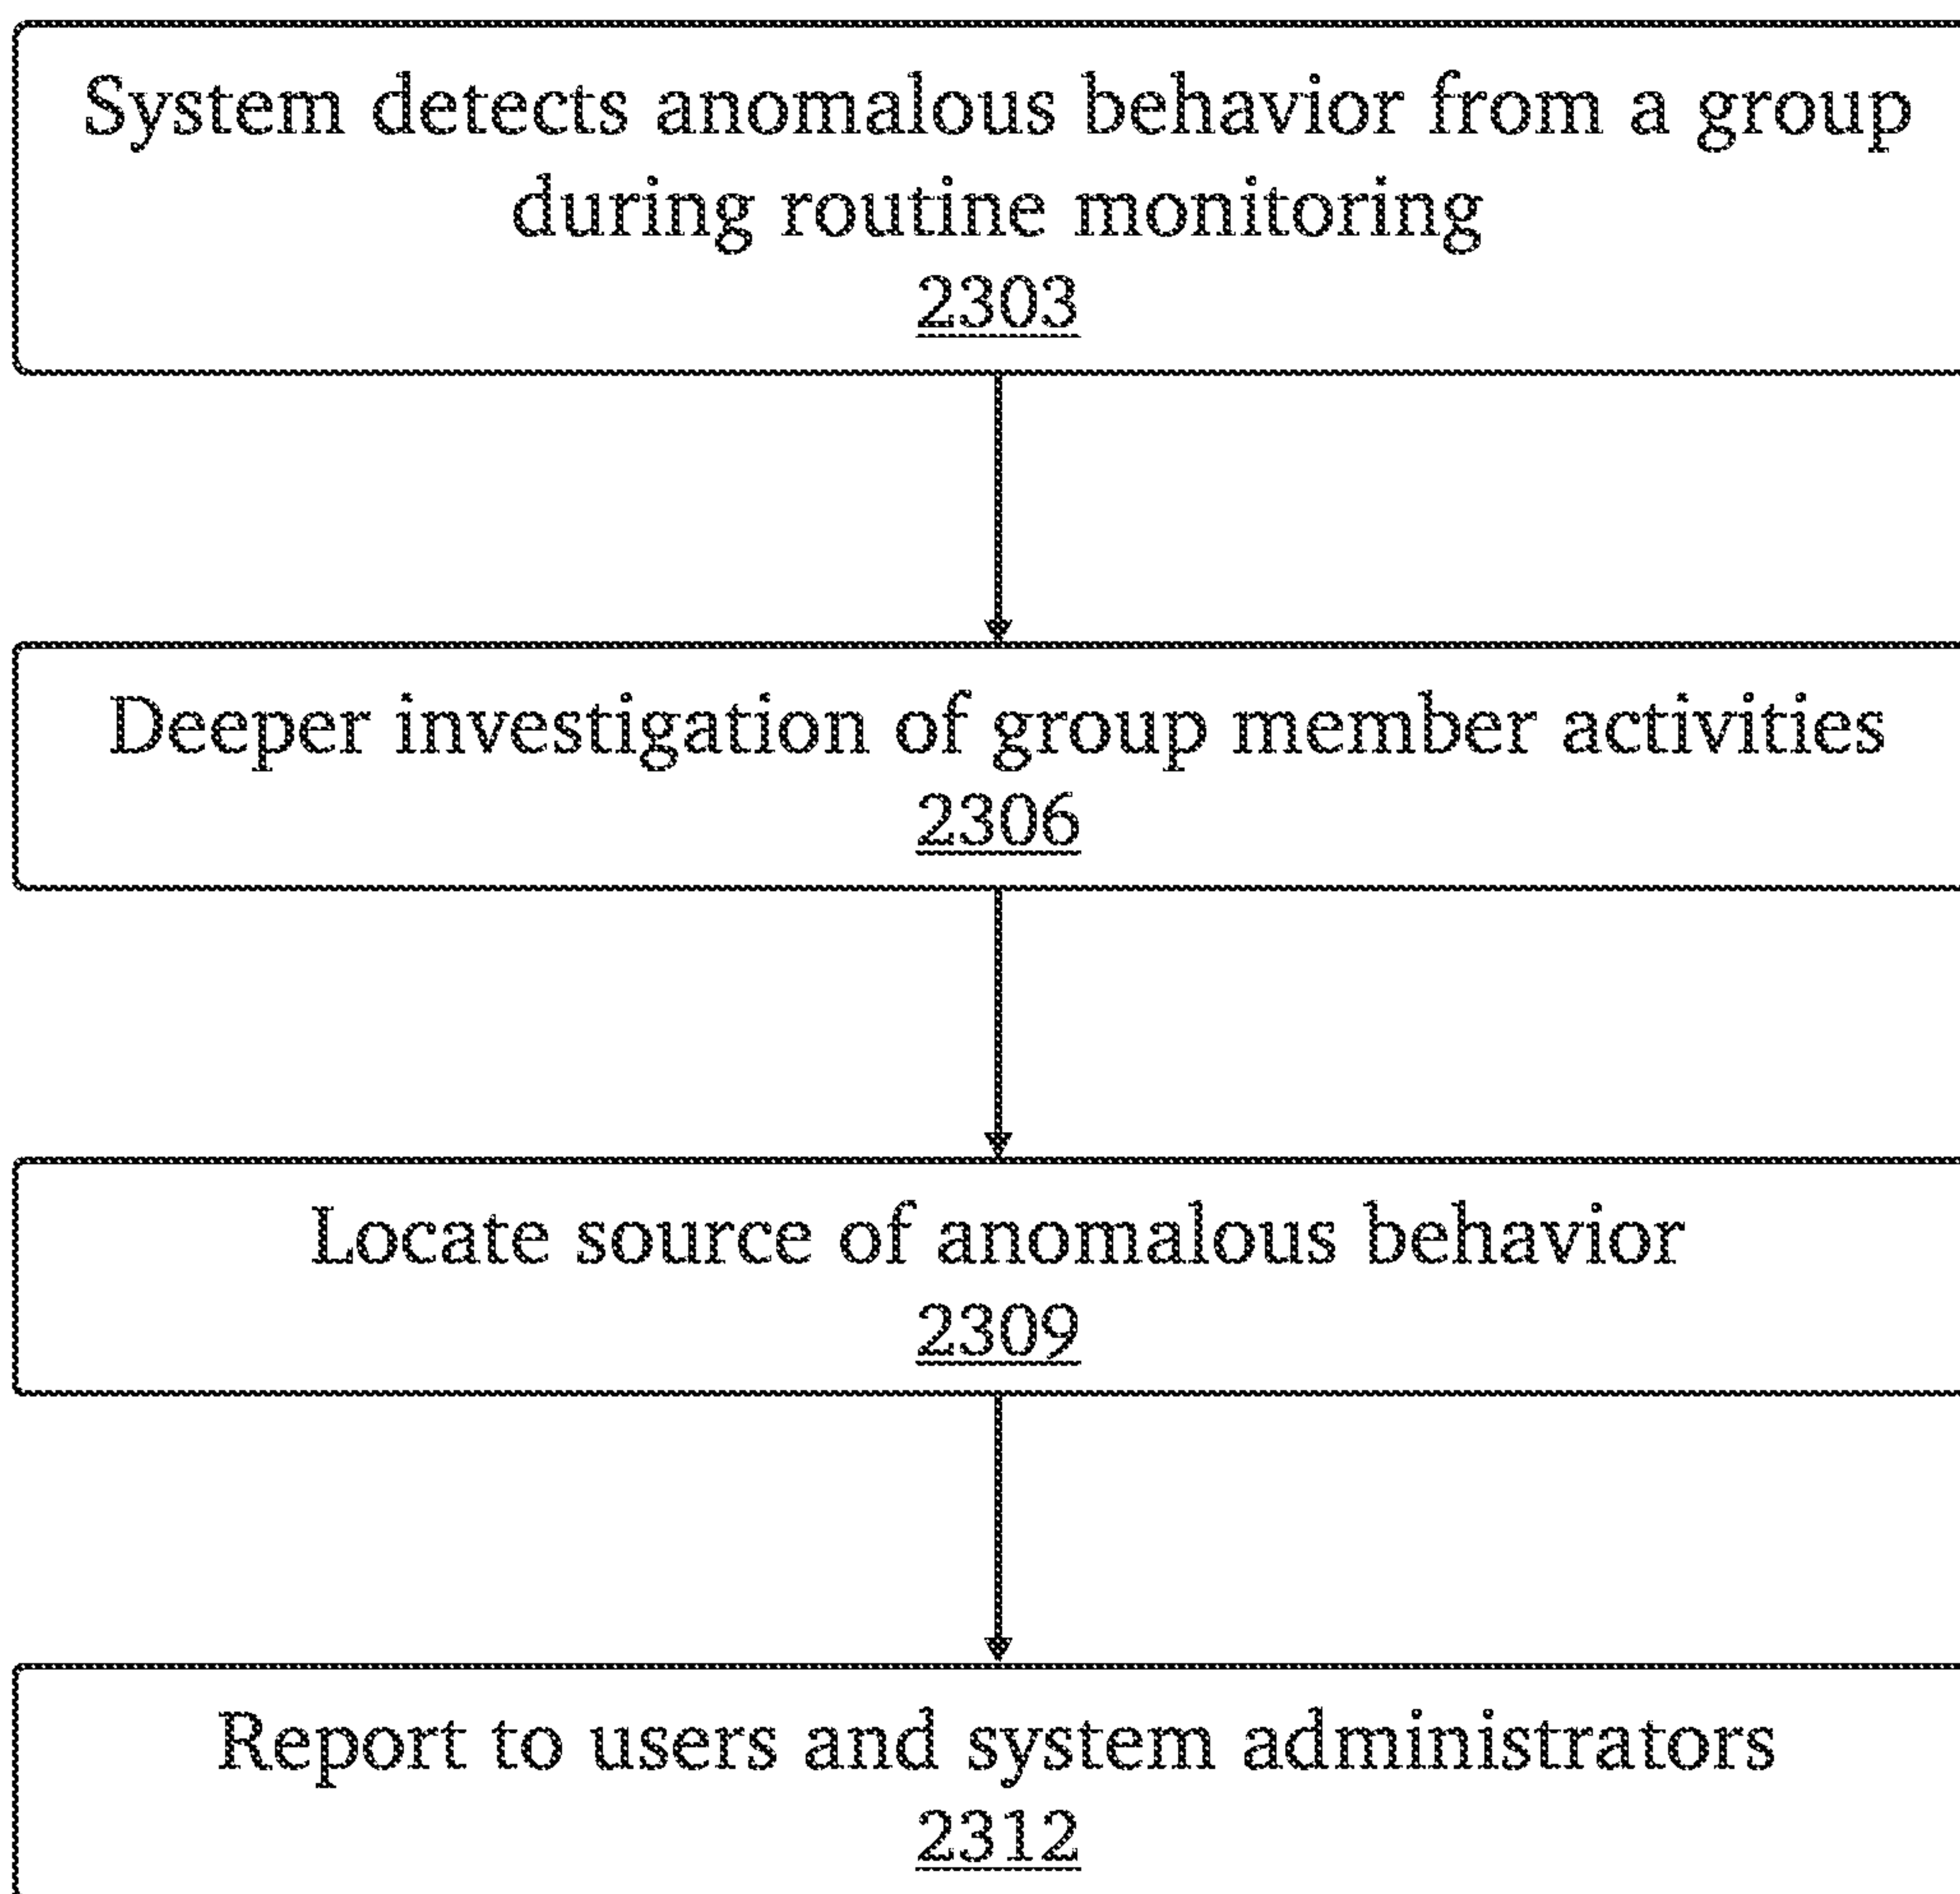 System detects anomalous behavior from a group
during routine monitoring
2303
Deeper investigation of group member activities
2306
Locate source of anomalous behavior
2309
Report to users and system administrators
2312